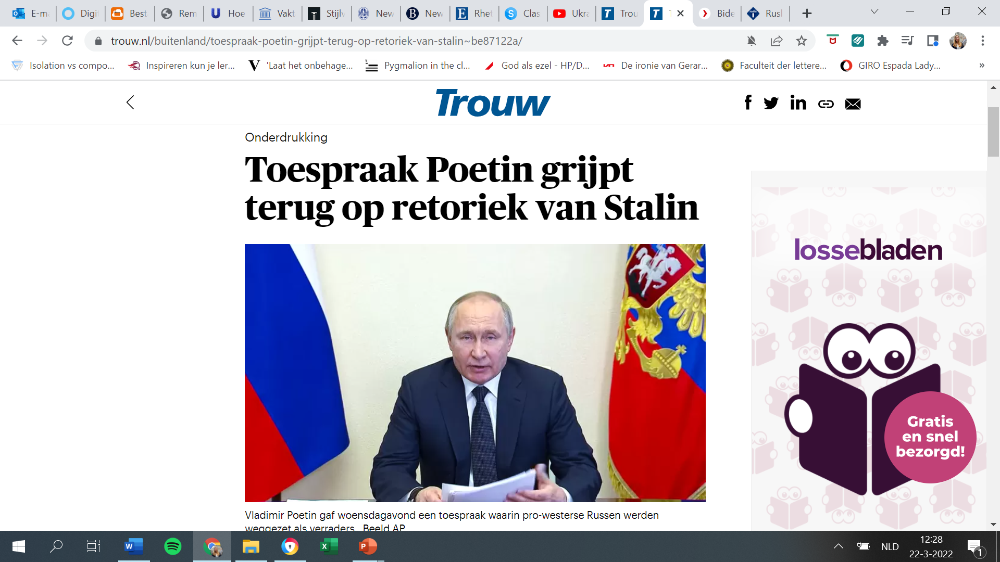 E-ma
Digit
Best
Rem
Hoe
Vakt
Stijlv
New
New
Rhet
Clas
Ukra
Trou
Bide
Rusl
trouw.nl/buitenland/toespraak-poetin-grijpt-terug-op-retoriek-van-stalin~be87122a/
Isolation vs compo...
Inspireren kun je ler...
'Laat het onbehage...
Pygmalion in the cl...
God als ezel - HP/D...
De ironie van Gerar...
Faculteit der lettere...
GIRO Espada Lady...
»
Trouw
Onderdrukking
Toespraak Poetin grijpt
terug op retoriek van Stalin
lossebladen
Gratis
en snel
bezorgd!
Vladimir Poetin gaf woensdagavond een toespraak waarin pro-westerse Russen werden
weggezet als verraders. Beeld AP
NLD
12:28
22-3-2022
1